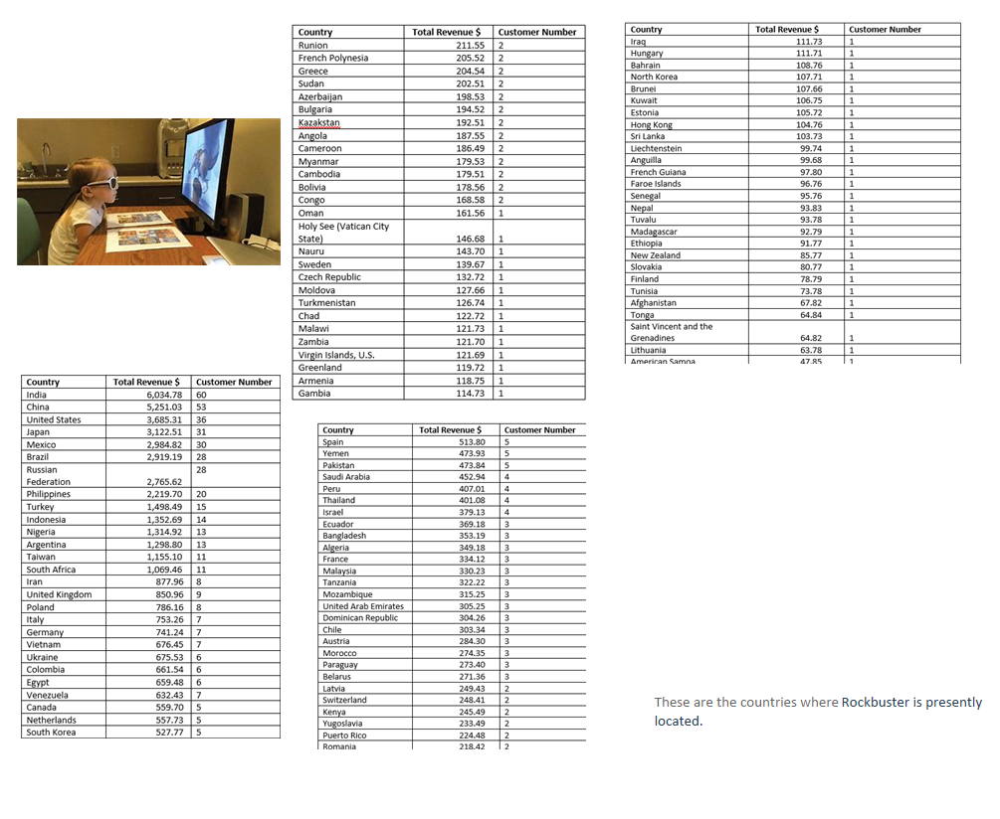 Country Total Revenue $ Customer Number
India 6,034.78 60
China 5,251.03 53
United States 3,685.31 36
Japan 3,122.51 31
Mexico 2,984.82 30
Brazil 2,919.19 28
Russian 28
Federation 2,765.62
Philippines 2,219.70 20
Turkey 1,498.49 15
Indonesia 1,352.69 14
Nigeria 1,314.92 13
Argentina 1,298.80 13
Taiwan 1,155.10 11
South Africa 1,069.46 11
Iran 877.96 8
United Kingdom 850.96 9
Poland 786.16 8
Italy 753.26 7
Germany 741.24 7
Vietnam 676.45 7
Ukraine 675.53 6
Colombia 661.54 6
Egypt 659.48 6
Venezuela 632.43 7
Canada 559.70 5
Netherlands 557.73 5
South Korea 527.77 5
Country Total Revenue $ Customer Number
Runion 211.55 2
French Polynesia 205.52 2
Greece 204.54 2
Sudan 202.51 2
Azerbaijan 198.53 2
Bulgaria 194.52 2
Kazakstan 192.51 2
Angola 187.55 2
Cameroon 186.49 2
Myanmar 179.53 2
Cambodia 179.51 2
Bolivia 178.56 2
Congo 168.58 2
Oman 161.56 1
Holy See (Vatican City
State) 146.68 1
Nauru 143.70 1
Sweden 139.67 1
Czech Republic 132.72 1
Moldova 127.66 1
Turkmenistan 126.74 1
Chad 122.72 1
Malawi 121.73 1
Zambia 121.70 1
Virgin Islands, U.S. 121.69 1
Greenland 119.72 1
Armenia 118.75 1
Gambia 114.73 1
Country Total Revenue $ Customer Number
Spain 513.80 5
Yemen 473.93 5
Pakistan 473.84 5
Saudi Arabia 452.94 4
Peru 407.01 4
Thailand 401.08 4
Israel 379.13 4
Ecuador 369.18 3
Bangladesh 353.19 3
Algeria 349.18 3
France 334.12 3
Malaysia 330.23 3
Tanzania 322.22 3
Mozambique 315.25 3
United Arab Emirates 305.25 3
Dominican Republic 304.26 3
Chile 303.34 3
Austria 284.30 3
Morocco 274.35 3
Paraguay 273.40 3
Belarus 271.36 3
Latvia 249.43 2
Switzerland 248.41 2
Kenya 245.49 2
Yugoslavia 233.49 2
Puerto Rico 224.48 2
Romania 218.42 2
Country Total Revenue $ Customer Number
Iraq 111.73 1
Hungary 111.71 1
Bahrain 108.76 1
North Korea 107.71 1
Brunei 107.66 1
Kuwait 106.75 1
Estonia 105.72 1
Hong Kong 104.76 1
Sri Lanka 103.73 1
Liechtenstein 99.74 1
Anguilla 99.68 1
French Guiana 97.80 1
Faroe Islands 96.76 1
Senegal 95.76 1
Nepal 93.83 1
Tuvalu 93.78 1
Madagascar 92.79 1
Ethiopia 91.77 1
New Zealand 85.77 1
Slovakia 80.77 1
Finland 78.79 1
Tunisia 73.78 1
Afghanistan 67.82 1
Tonga 64.84 1
Saint Vincent and the
Grenadines 64.82 1
Lithuania 63.78 1
American Samoa 47.85 1
These are the countries where Rockbuster is presently
located.